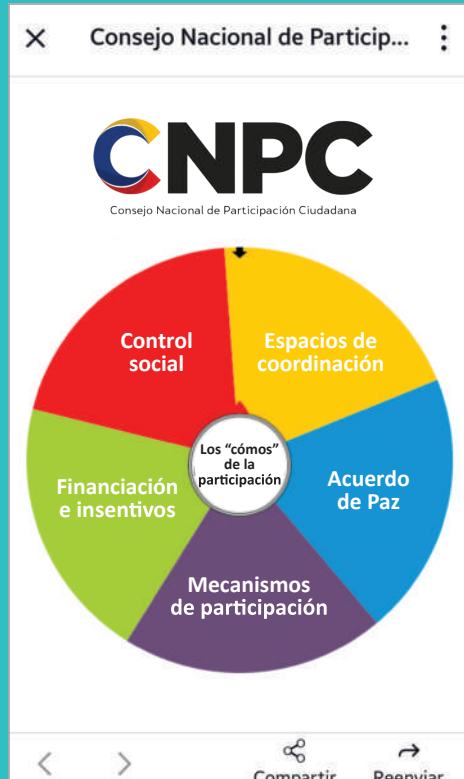 Consejo Nacional de Particip...
CNPC
Consejo Nacional de Participación Ciudadana
Control
social
Espacios de
coordinación
Los “cómos”
de la
participación
Financiación
e insentivos
Acuerdo
de Paz
Mecanismos
de participación
Compartir
Reenviar